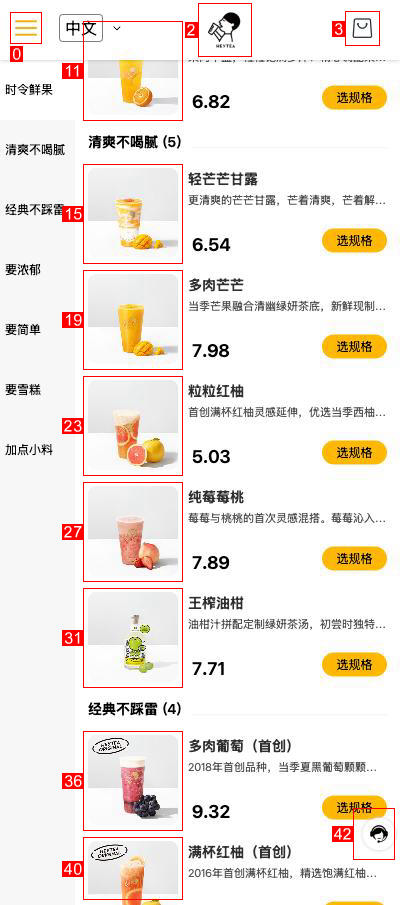 中文
2
HEYTEA
3
0
11
时令鲜果
6.82
选规格
清爽不喝腻 (5)
清爽不喝腻
轻芒芒甘露
更清爽的芒芒甘露，芒着清爽，芒着解...
经典不踩雷
15
6.54
选规格
多肉芒芒
要浓郁
当季芒果融合清幽绿妍茶底，新鲜现制...
19
要简单
7.98
选规格
粒粒红柚
要雪糕
首创满杯红柚灵感延伸，优选当季西柚...
23
加点小料
5.03
选规格
纯莓莓桃
莓莓与桃桃的首次灵感混搭。莓莓沁入...
27
7.89
选规格
王榨油柑
油柑汁拼配定制绿妍茶汤，初尝时独特...
31
7.71
选规格
经典不踩雷 (4)
HEYTEA
ORIGINAL
多肉葡萄（首创）
2018年首创品种，当季夏黑葡萄颗颗...
36
9.32
选规格
42
HEYTEA
ORIGINAL
满杯红柚（首创）
2016年首创满杯红柚，精选饱满红柚...
40